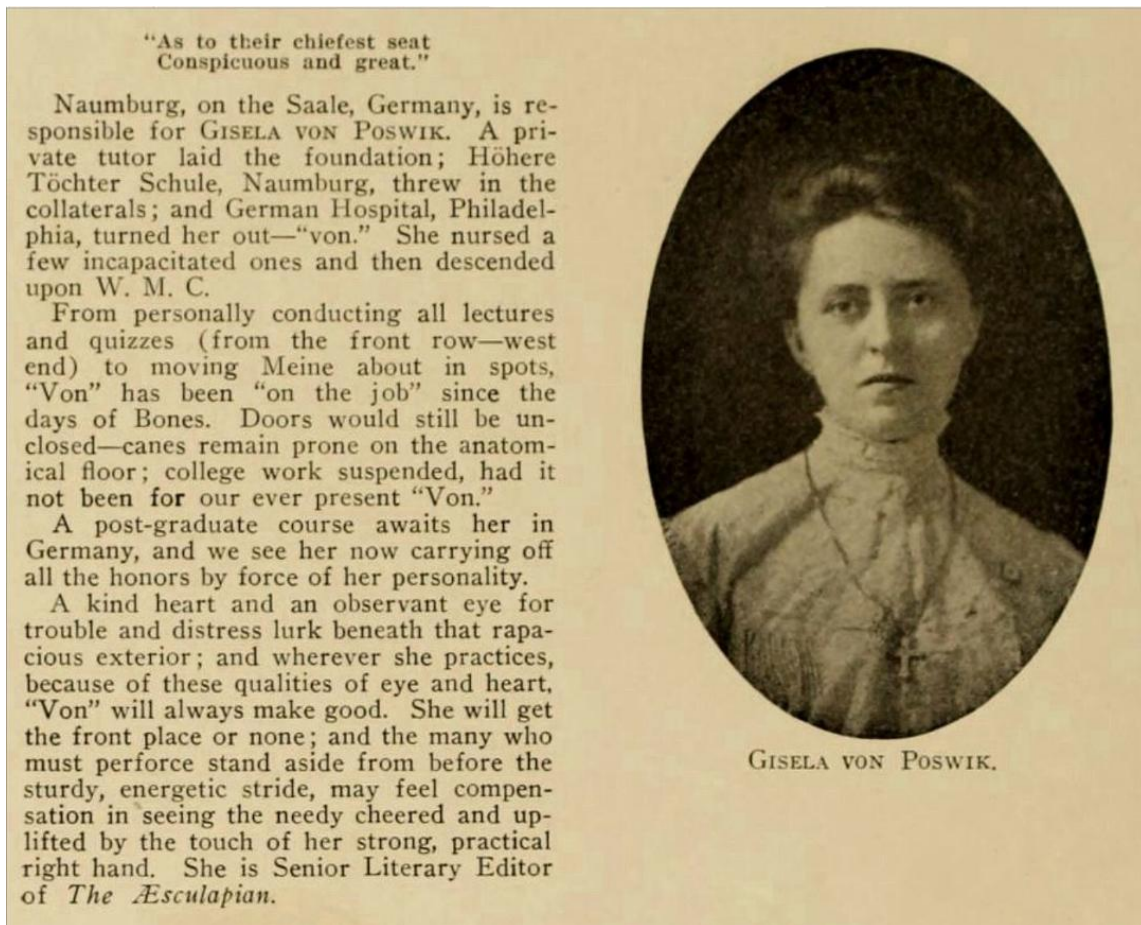 "As to their chiefest seat
Conspicuous and great."
Naumburg, on the Saale, Germany, is re-
sponsible for GISELA VON POSWIK. A pri-
vate tutor laid the foundation; Höhere
Töchter Schule, Naumburg, threw in the
collaterals; and German Hospital, Philadel-
phia, turned her out—"von." She nursed a
few incapacitated ones and then descended
upon W. M. C.
From personally conducting all lectures
and quizzes (from the front row—west
end) to moving Meine about in spots,
"Von" has been "on the job" since the
days of Bones. Doors would still be un-
closed—canes remain prone on the anatom-
ical floor; college work suspended, had it
not been for our ever present "Von."
A post-graduate course awaits her in
Germany, and we see her now carrying off
all the honors by force of her personality.
A kind heart and an observant eye for
trouble and distress lurk beneath that rapa-
cious exterior; and wherever she practices,
because of these qualities of eye and heart,
"Von" will always make good. She will get
the front place or none; and the many who
must perforce stand aside from before the
sturdy, energetic stride, may feel compen-
sation in seeing the needy cheered and up-
lifted by the touch of her strong, practical
right hand. She is Senior Literary Editor
of The Æsculapian.
GISELA VON POSWIK.